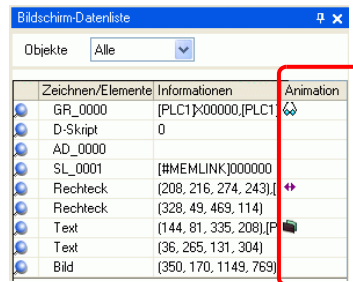 Bildschirm-Datenliste
Objekte Alle
Zeichnen/Elemente Informationen Animation
GR_0000 [PLC1]X00000,[PLC1]
D-Skript 0
AD_0000
SL_0001 [#MEMLINK]000000
Rechteck (208, 216, 274, 243),[
Rechteck (328, 49, 469, 114)
Text (144, 81, 335, 208),[P
Text (36, 265, 131, 304)
Bild (350, 170, 1149, 769)